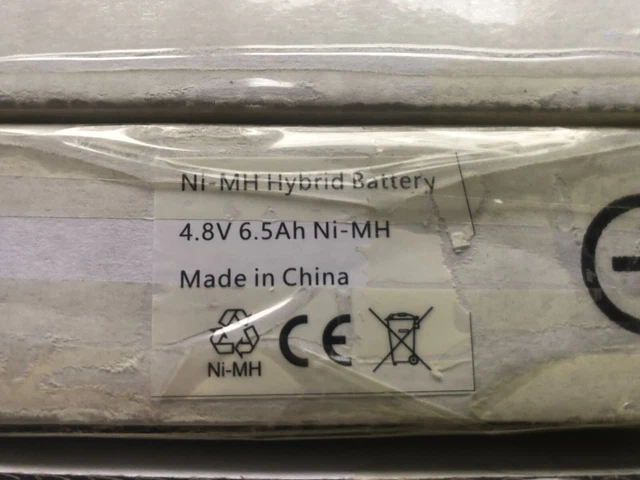 Ni-MH Hybrid Battery
4.8V 6.5Ah Ni-MH
Made in China
CE
Ni-MH